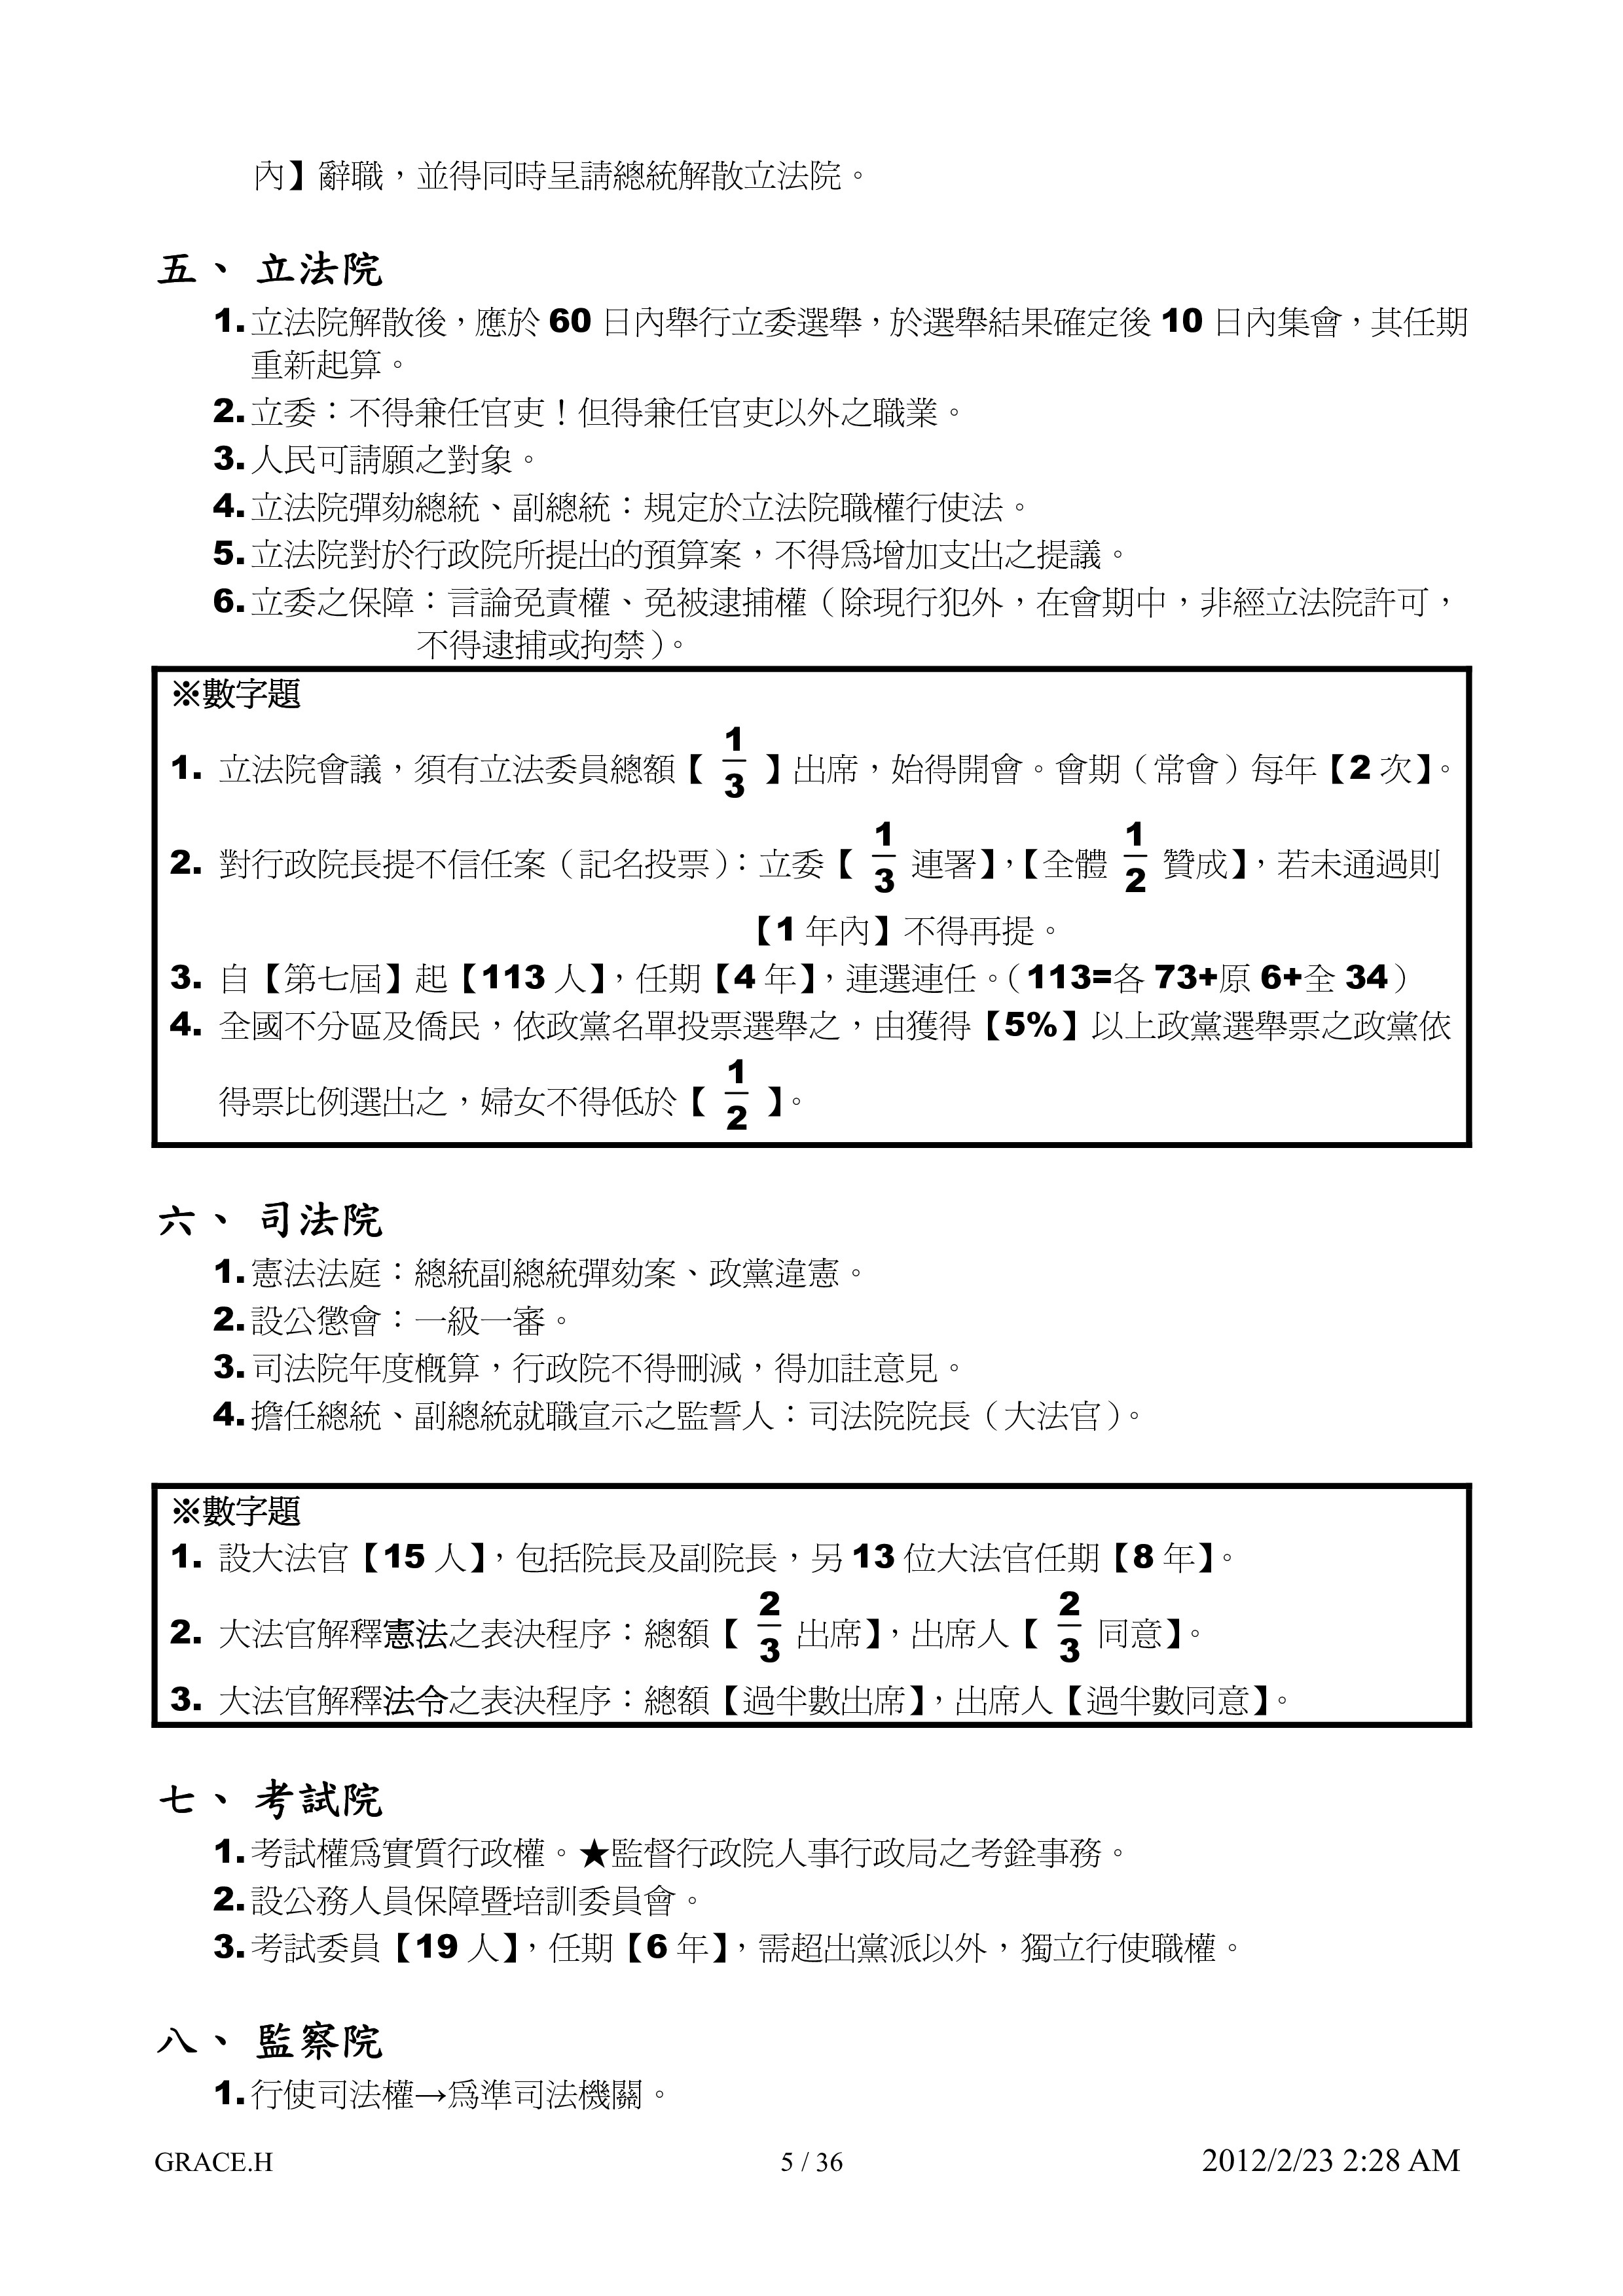 內】辭職，並得同時呈請總統解散立法院。
五、 立法院
1.立法院解散後，應於 60 日內舉行立委選舉，於選舉結果確定後 10 日內集會，其任期
重新起算。
2.立委：不得兼任官吏！但得兼任官吏以外之職業。
3.人民可請願之對象。
4.立法院彈劾總統、副總統：規定於立法院職權行使法。
5.立法院對於行政院所提出的預算案，不得為增加支出之提議。
6.立委之保障：言論免責權、免被逮捕權（除現行犯外，在會期中，非經立法院許可，
不得逮捕或拘禁）。
※數字題
1. 立法院會議，須有立法委員總額【 1/3 】出席，始得開會。會期（常會）每年【2 次】。
2. 對行政院長提不信任案（記名投票）：立委【 1/3 連署】，【全體 1/2 贊成】，若未通過則
【1 年內】不得再提。
3. 自【第七屆】起【113 人】，任期【4 年】，連選連任。（113=各 73+原 6+全 34）
4. 全國不分區及僑民，依政黨名單投票選舉之，由獲得【5%】以上政黨選舉票之政黨依
得票比例選出之，婦女不得低於【 1/2 】。
六、 司法院
1.憲法法庭：總統副總統彈劾案、政黨違憲。
2.設公懲會：一級一審。
3.司法院年度概算，行政院不得刪減，得加註意見。
4.擔任總統、副總統就職宣示之監誓人：司法院院長（大法官）。
※數字題
1. 設大法官【15 人】，包括院長及副院長，另 13 位大法官任期【8 年】。
2. 大法官解釋憲法之表決程序：總額【 2/3 出席】，出席人【 2/3 同意】。
3. 大法官解釋法令之表決程序：總額【過半數出席】，出席人【過半數同意】。
七、 考試院
1.考試權為實質行政權。★監督行政院人事行政局之考銓事務。
2.設公務人員保障暨培訓委員會。
3.考試委員【19 人】，任期【6 年】，需超出黨派以外，獨立行使職權。
八、 監察院
1.行使司法權→為準司法機關。
GRACE.H 5 / 36 2012/2/23 2:28 AM